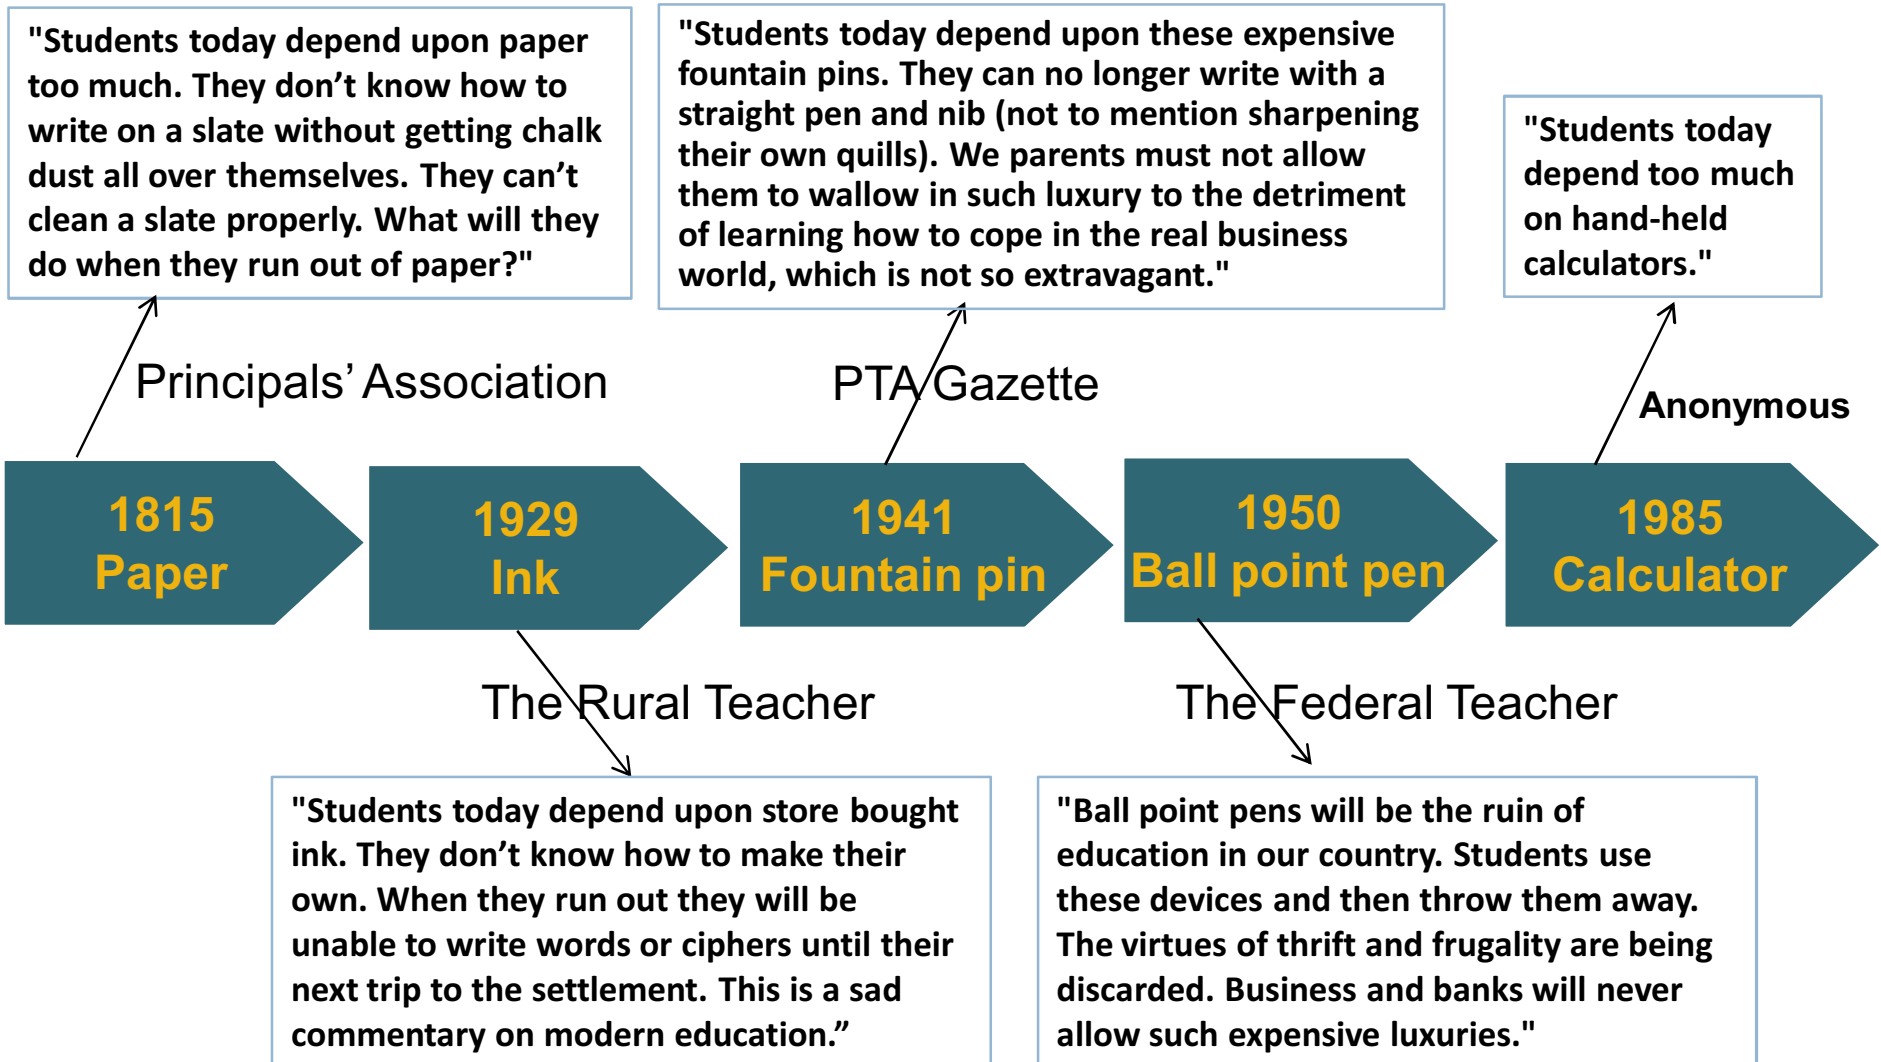 "Students today depend upon paper
too much. They don’t know how to
write on a slate without getting chalk
dust all over themselves. They can’t
clean a slate properly. What will they
do when they run out of paper?"
"Students today depend upon these expensive
fountain pins. They can no longer write with a
straight pen and nib (not to mention sharpening
their own quills). We parents must not allow
them to wallow in such luxury to the detriment
of learning how to cope in the real business
world, which is not so extravagant."
"Students today
depend too much
on hand-held
calculators."
Principals’ Association
PTA Gazette
Anonymous
1815
Paper
1929
Ink
1941
Fountain pin
1950
Ball point pen
1985
Calculator
The Rural Teacher
The Federal Teacher
"Students today depend upon store bought
ink. They don’t know how to make their
own. When they run out they will be
unable to write words or ciphers until their
next trip to the settlement. This is a sad
commentary on modern education.”
"Ball point pens will be the ruin of
education in our country. Students use
these devices and then throw them away.
The virtues of thrift and frugality are being
discarded. Business and banks will never
allow such expensive luxuries."